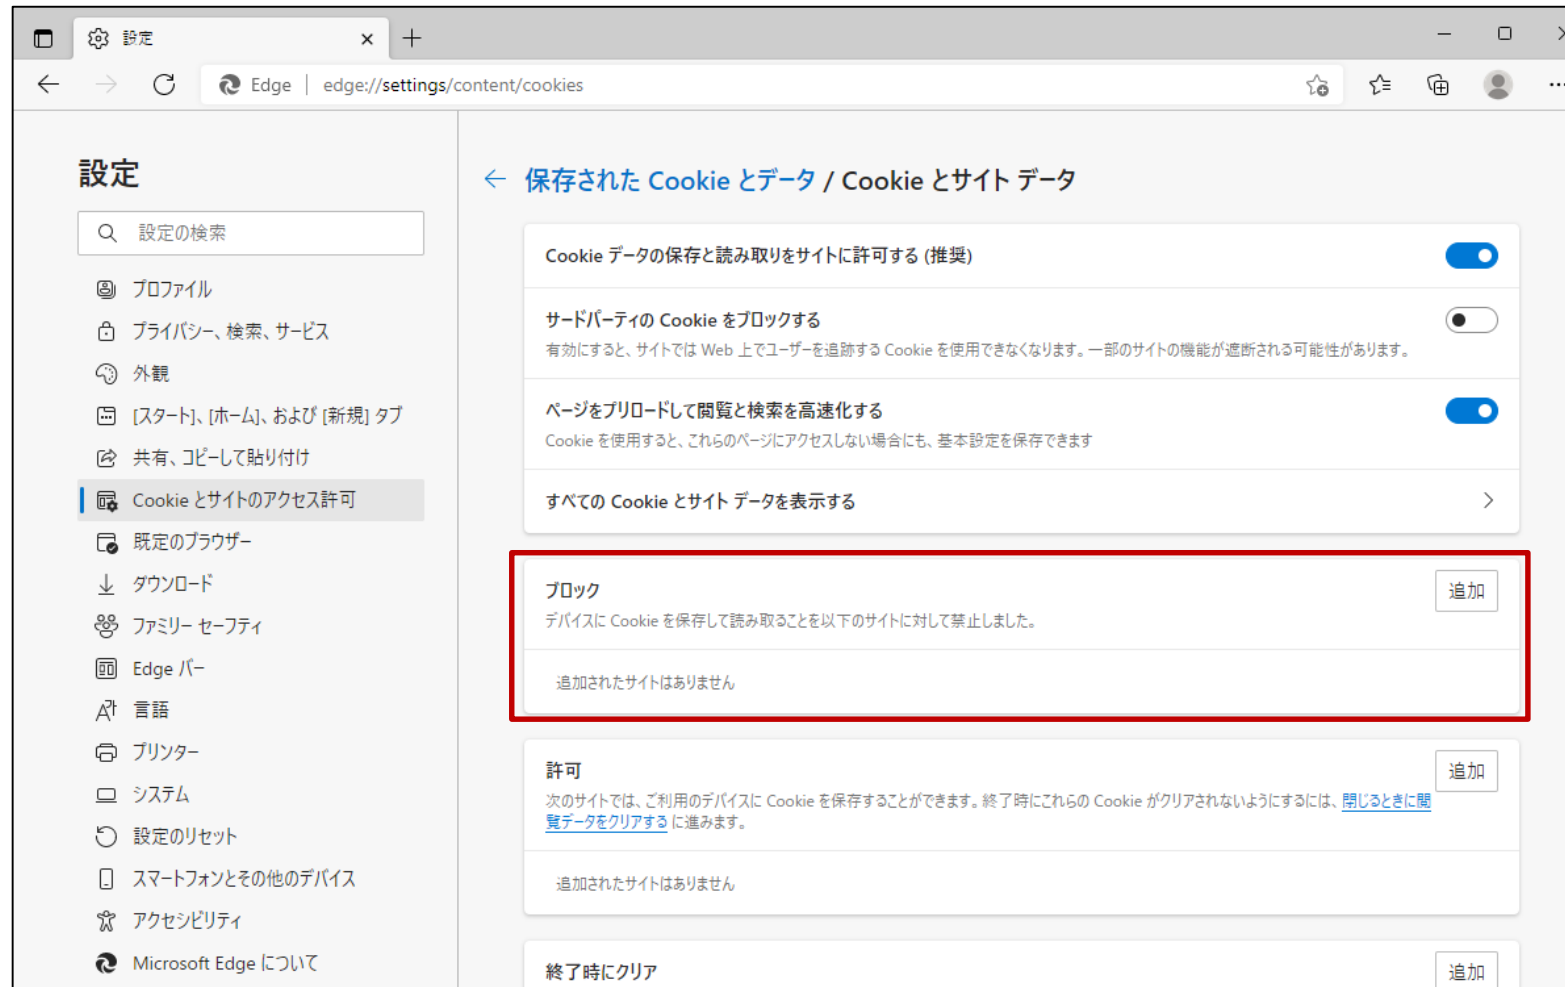 設定
Edge
edge://settings/content/cookies
設定
設定の検索
プロファイル
プライバシー、検索、サービス
外観
[スタート]、[ホーム]、および [新規] タブ
共有、コピーして貼り付け
Cookie とサイトのアクセス許可
既定のブラウザー
ダウンロード
ファミリー セーフティ
Edge バー
言語
プリンター
システム
設定のリセット
スマートフォンとその他のデバイス
アクセシビリティ
Microsoft Edge について
保存された Cookie とデータ / Cookie とサイト データ
Cookie データの保存と読み取りをサイトに許可する (推奨)
サードパーティの Cookie をブロックする
有効にすると、サイトでは Web 上でユーザーを追跡する Cookie を使用できなくなります。一部のサイトの機能が遮断される可能性があります。
ページをプリロードして閲覧と検索を高速化する
Cookie を使用すると、これらのページにアクセスしない場合にも、基本設定を保存できます
すべての Cookie とサイト データを表示する
ブロック
追加
デバイスに Cookie を保存して読み取ることを以下のサイトに対して禁止しました。
追加されたサイトはありません
許可
追加
次のサイトでは、ご利用のデバイスに Cookie を保存することができます。終了時にこれらの Cookie がクリアされないようにするには、閉じるときに閲
覧データをクリアする に進みます。
追加されたサイトはありません
終了時にクリア
追加